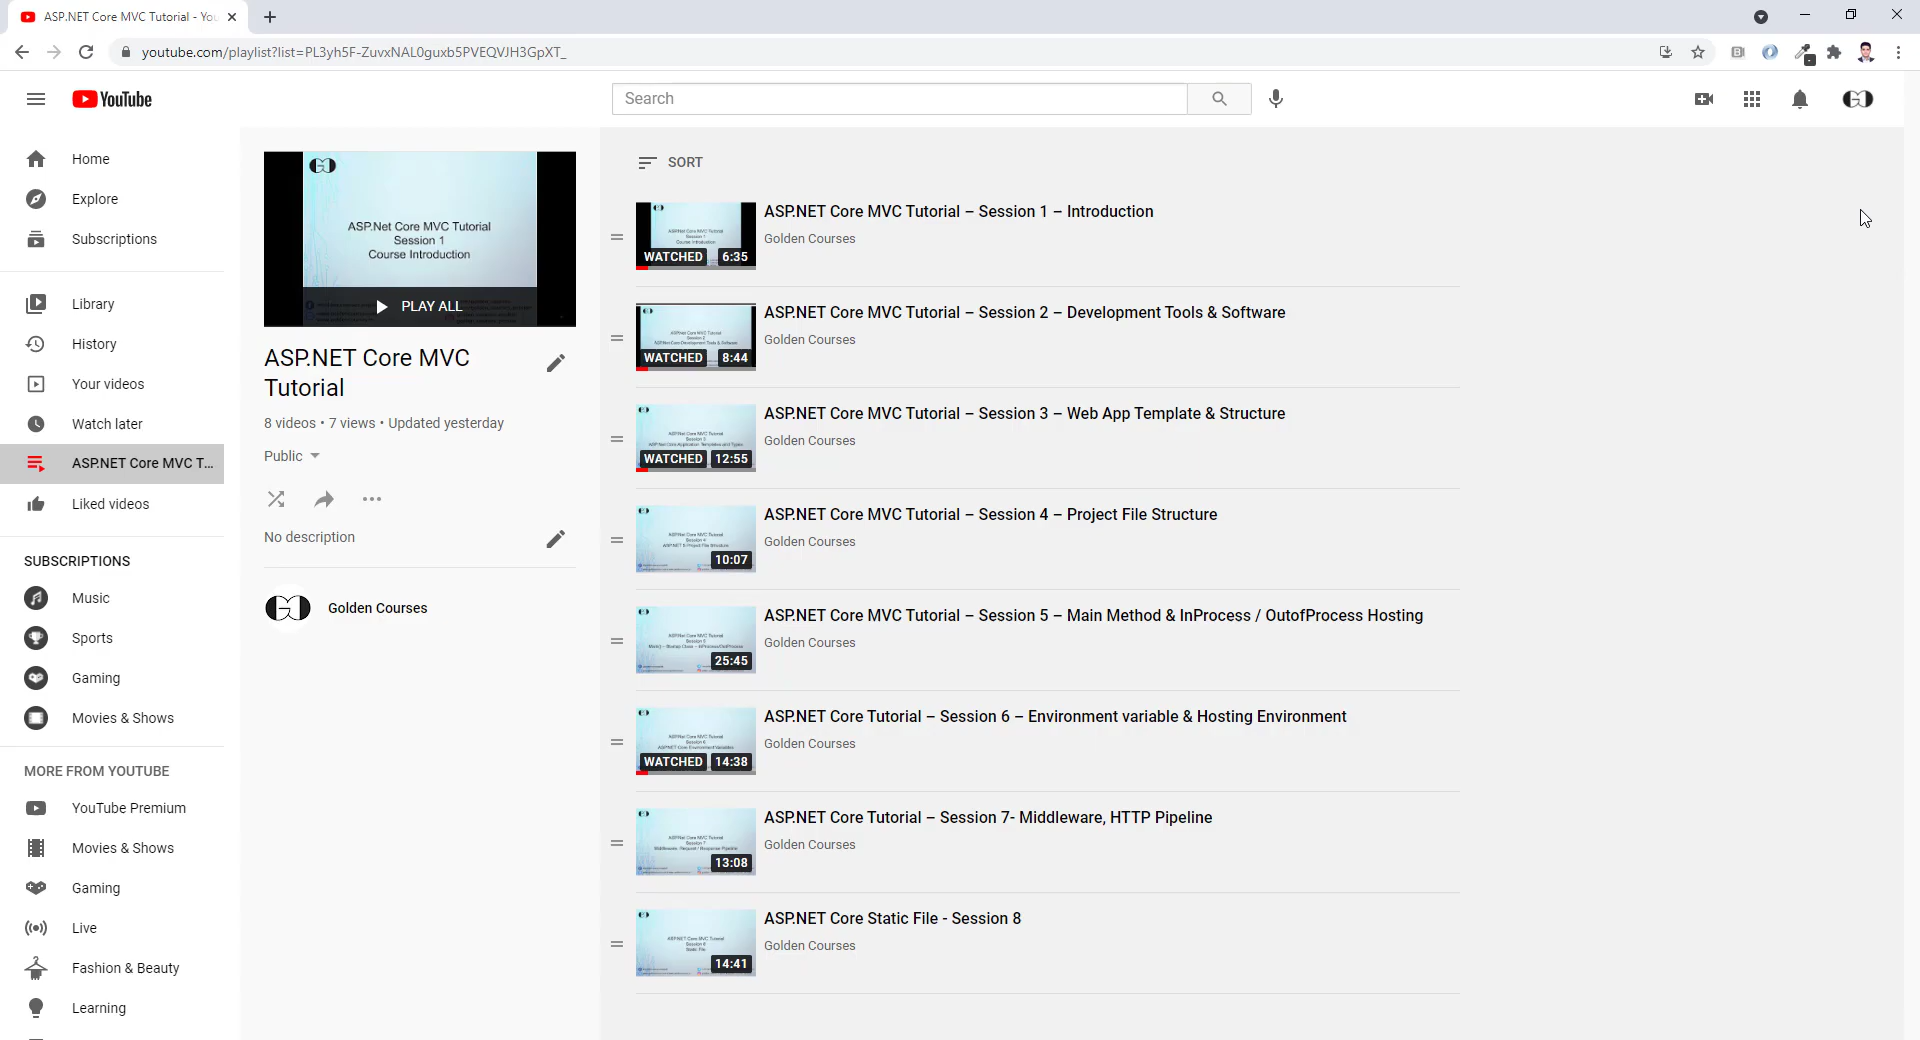 ASP.NET Core MVC Tutorial - You
youtube.com/playlist?list=PL3yh5F-ZuvxNAL0guxb5PVEQVJH3GpXT_
YouTube
Search
Home
Explore
Subscriptions
Library
History
Your videos
Watch later
ASP.NET Core MVC T...
Liked videos
SUBSCRIPTIONS
Music
Sports
Gaming
Movies & Shows
MORE FROM YOUTUBE
YouTube Premium
Movies & Shows
Gaming
Live
Fashion & Beauty
Learning
ASP.Net Core MVC Tutorial
Session 1
Course Introduction
PLAY ALL
ASP.NET Core MVC
Tutorial
8 videos • 7 views • Updated yesterday
Public
No description
Golden Courses
SORT
ASP.NET Core MVC Tutorial – Session 1 – Introduction
Golden Courses
WATCHED 6:35
ASP.NET Core MVC Tutorial – Session 2 – Development Tools & Software
Golden Courses
WATCHED 8:44
ASP.NET Core MVC Tutorial – Session 3 – Web App Template & Structure
Golden Courses
WATCHED 12:55
ASP.NET Core MVC Tutorial – Session 4 – Project File Structure
Golden Courses
10:07
ASP.NET Core MVC Tutorial – Session 5 – Main Method & InProcess / OutofProcess Hosting
Golden Courses
25:45
ASP.NET Core Tutorial – Session 6 – Environment variable & Hosting Environment
Golden Courses
WATCHED 14:38
ASP.NET Core Tutorial – Session 7- Middleware, HTTP Pipeline
Golden Courses
13:08
ASP.NET Core Static File - Session 8
Golden Courses
14:41